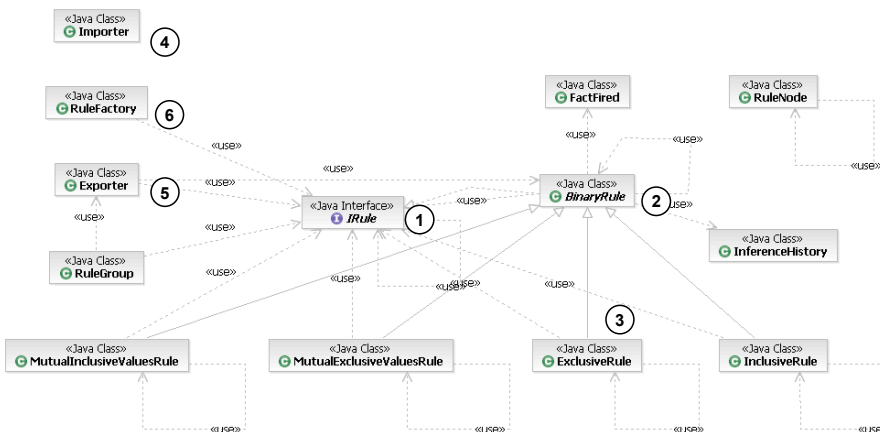 «Java Class»
C Importer
4
«Java Class»
C RuleFactory
6
«Java Class»
C FactFired
«Java Class»
C RuleNode
«use»
«use»
«use»
«use»
«use»
«Java Class»
C Exporter
5
«use»
«Java Class»
C BinaryRule
2
«use»
«Java Interface»
I IRule
1
«use»
«use»
«use»
«Java Class»
C RuleGroup
«Java Class»
C InferenceHistory
«use»
«use»
«use»
«use»
«use»
«use»
3
«Java Class»
C MutualInclusiveValuesRule
«Java Class»
C MutualExclusiveValuesRule
«Java Class»
C ExclusiveRule
«Java Class»
C InclusiveRule
«use»
«use»
«use»
«use»